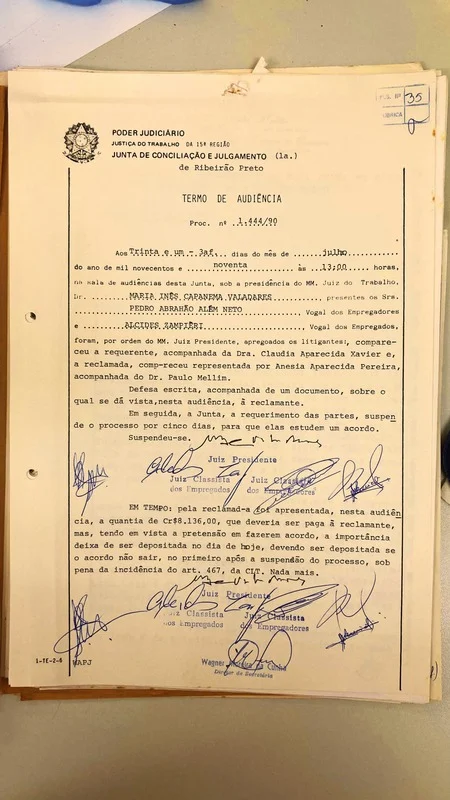 FLS Nº 35
RUBRICA
PODER JUDICIÁRIO
JUSTIÇA DO TRABALHO DA 15ª REGIÃO
JUNTA DE CONCILIAÇÃO E JULGAMENTO (1a.)
de Ribeirão Preto
TERMO DE AUDIÊNCIA
Proc. nº 1.444/90
Aos Trinta e um - 3af. dias do mês de julho
do ano de mil novecentos e noventa às 13:00 horas,
na sala de audiências desta Junta, sob a presidência do MM. Juiz do Trabalho,
Dr. MARIA INÊS CAPANEMA VALADARES presentes os Srs.
PEDRO ABRAHÃO ALÉM NETO Vogal dos Empregadores
e ALCIDES ZAMPIÊRI Vogal dos Empregados,
foram, por ordem do MM. Juiz Presidente, apregoados os litigantes:, compare-
ceu a requerente, acompanhada da Dra. Claudia Aparecida Xavier e,
a reclamada, comp-receu representada por Anesia Aparecida Pereira,
acompanhada do Dr. Paulo Mellim.
Defesa escrita, acompanhada de um documento, sobre o
qual se dá vista,nesta audiência, à reclamante.
Em seguida, a Junta, a requerimento das partes, suspen
de o processo por cinco dias, para que elas estudem um acordo.
Suspendeu-se.
Juiz Presidente
Juiz Classista Juiz Classista
dos Empregados dos Empregadores
EM TEMPO: pela reclamad-a foi apresentada, nesta audiên
cia, a quantia de Cr$8.136,00, que deveria ser paga à reclamante,
mas, tendo em vista a pretensão em fazerem acordo, a importância
deixa de ser depositada no dia de hoje, devendo ser depositada se
o acordo não sair, no primeiro após a suspensão do processo, sob
pena da incidência do art. 467, da CLT. Nada mais.
Juiz Presidente
Juiz Classista Juiz Classista
dos Empregados dos Empregadores
Wagner
Diretor de Secretaria
1-TE-2-6 WAPJ